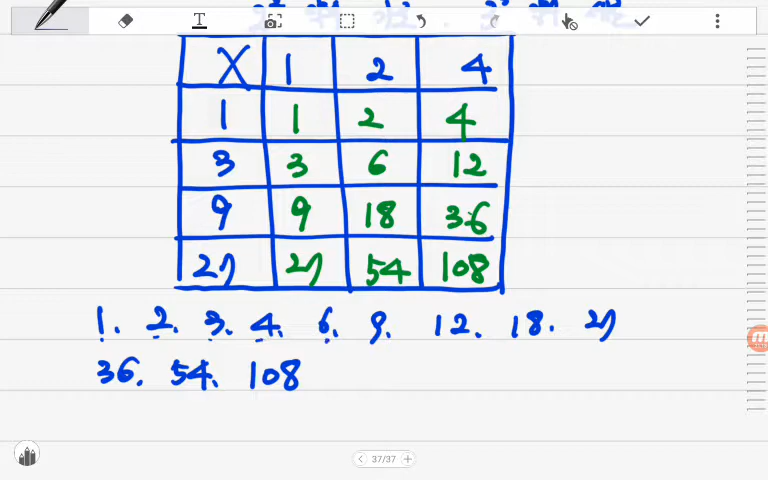 T
X 1 2 4
1 1 2 4
3 3 6 12
9 9 18 36
27 27 54 108
1. 2. 3. 4. 6. 9. 12. 18. 27
36. 54. 108
37/37